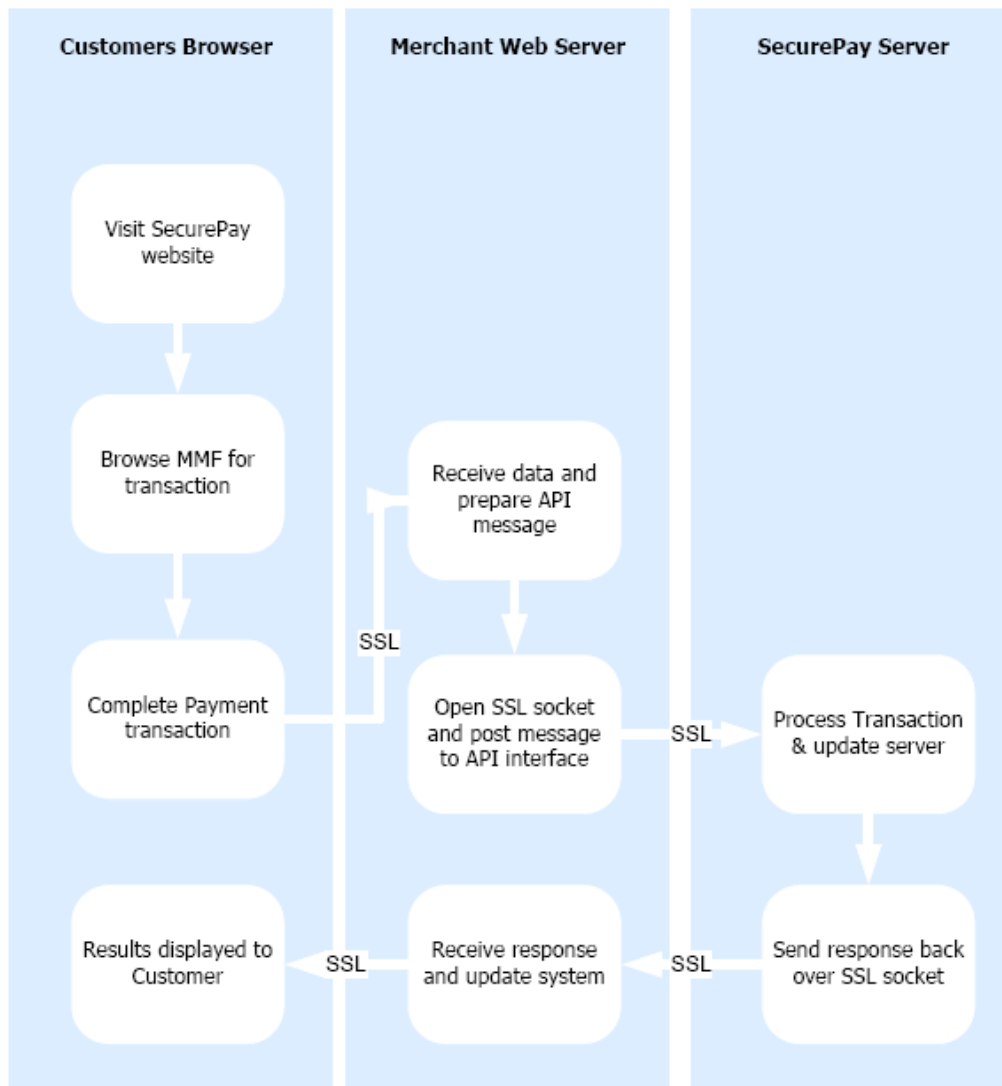 Customers Browser
Merchant Web Server
SecurePay Server
Visit SecurePay
website
Browse MMF for
transaction
Receive data and
prepare API
message
SSL
Complete Payment
transaction
Open SSL socket
and post message
to API interface
SSL
Process Transaction
& update server
Results displayed to
Customer
SSL
Receive response
and update system
SSL
Send response back
over SSL socket